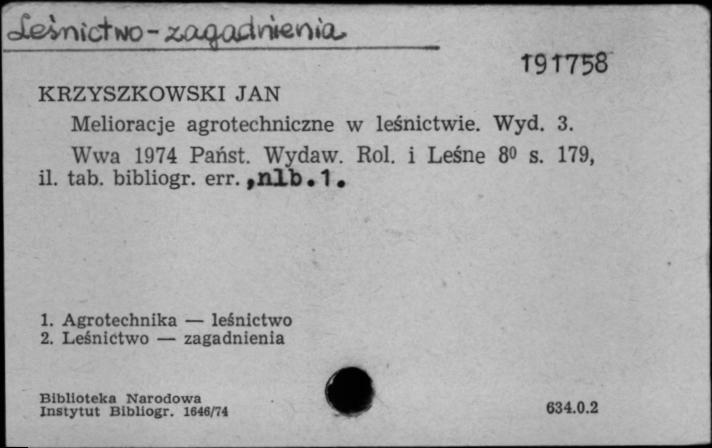 Leśnictwo - zagadnienia
191758
KRZYSZKOWSKI JAN
Melioracje agrotechniczne w leśnictwie. Wyd. 3.
Wwa 1974 Państ. Wydaw. Rol. i Leśne 8⁰ s. 179,
il. tab. bibliogr. err. ,nlb.1.
1. Agrotechnika — leśnictwo
2. Leśnictwo — zagadnienia
Biblioteka Narodowa
Instytut Bibliogr. 1646/74
634.0.2